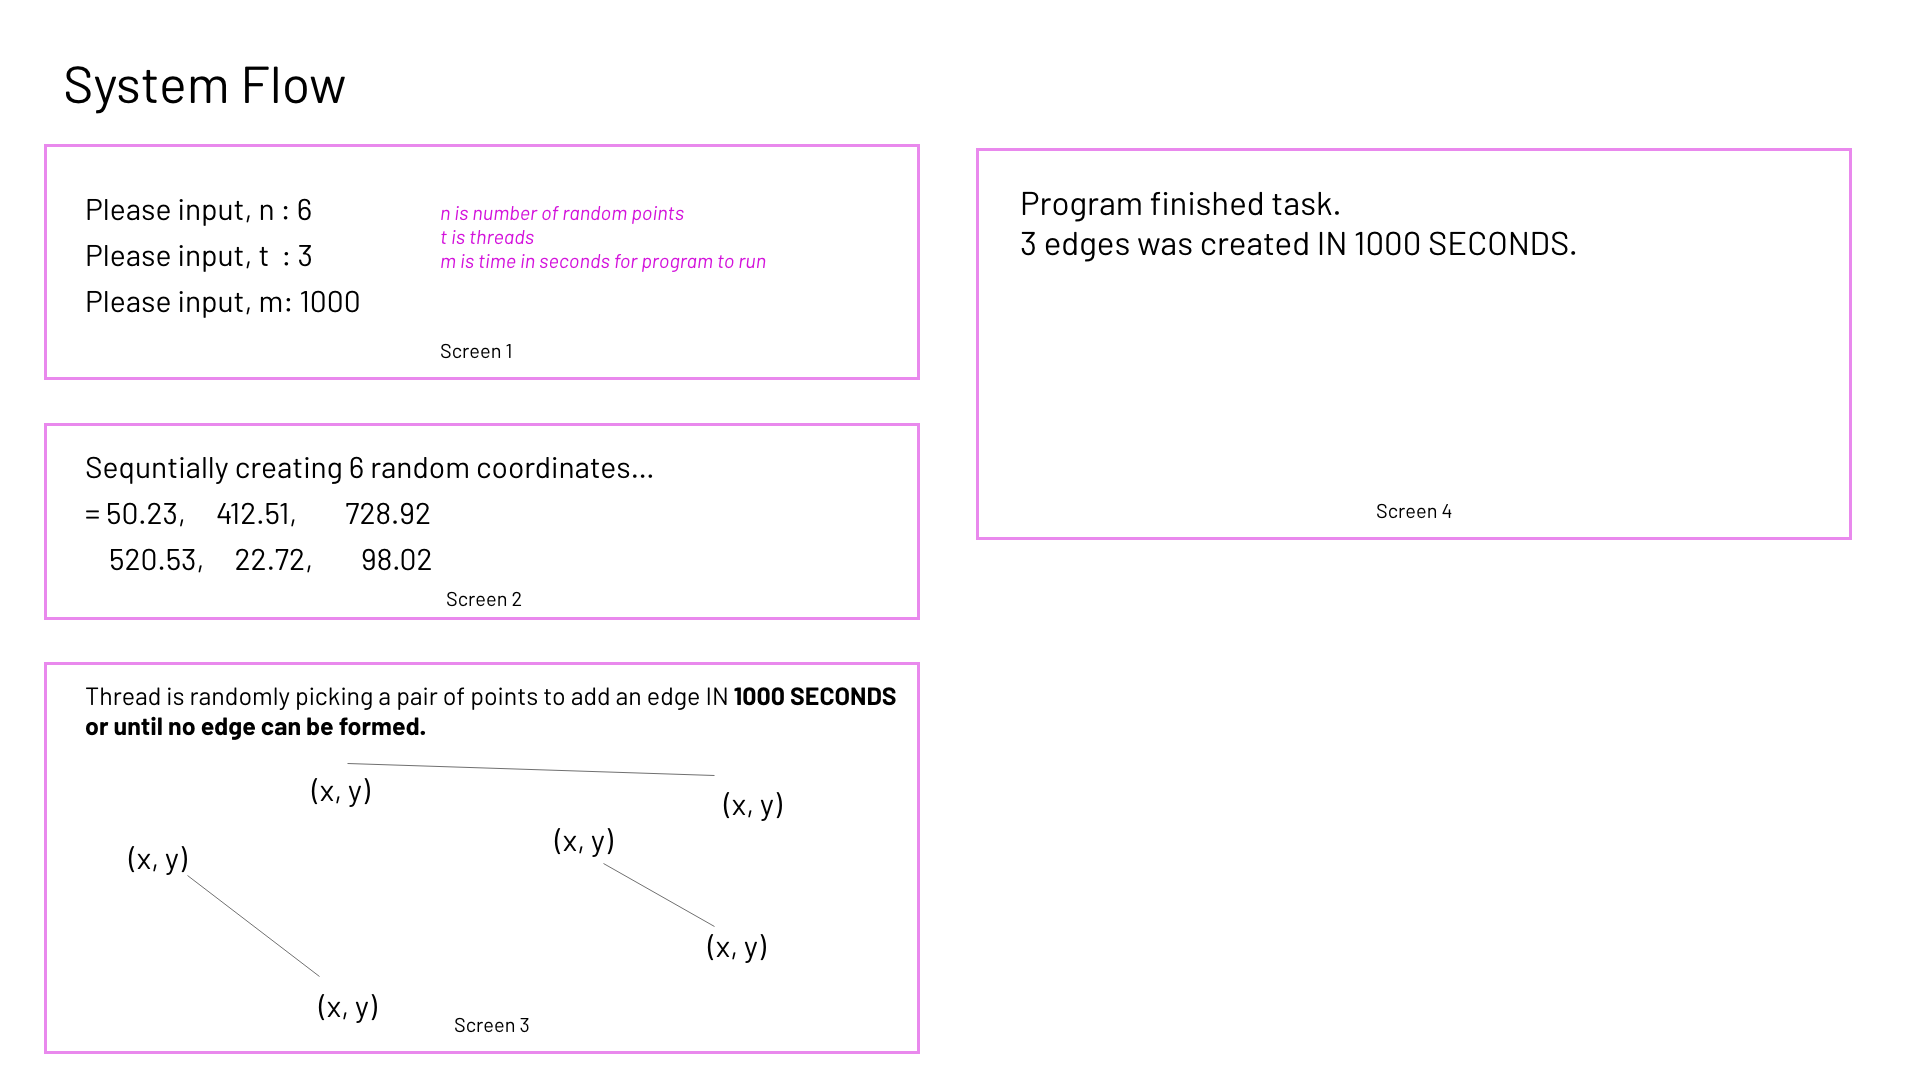 System Flow
Please input, n : 6
Please input, t : 3
Please input, m: 1000
n is number of random points
t is threads
m is time in seconds for program to run
Screen 1
Sequntially creating 6 random coordinates...
= 50.23, 412.51, 728.92
520.53, 22.72, 98.02
Screen 2
Thread is randomly picking a pair of points to add an edge IN 1000 SECONDS
or until no edge can be formed.
(x, y)
(x, y)
(x, y)
(x, y)
(x, y)
(x, y)
Screen 3
Program finished task.
3 edges was created IN 1000 SECONDS.
Screen 4